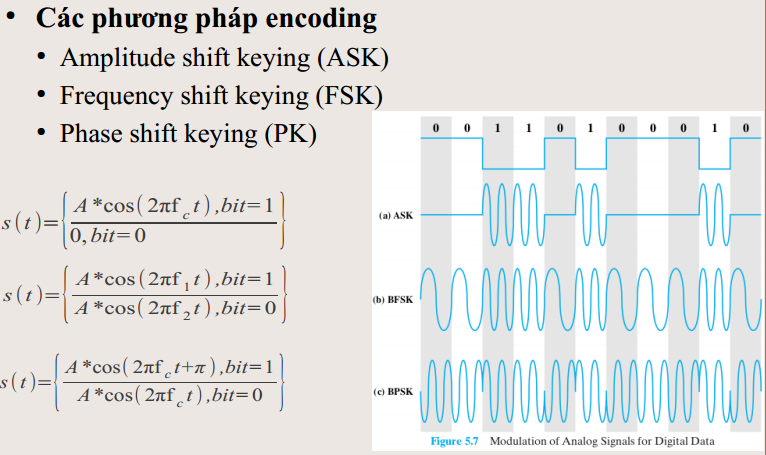 • Các phương pháp encoding
• Amplitude shift keying (ASK)
• Frequency shift keying (FSK)
• Phase shift keying (PK)
s(t)={A*cos(2πf_c t),bit=1
0,bit=0}
s(t)={A*cos(2πf_1 t),bit=1
A*cos(2πf_2 t),bit=0}
s(t)={A*cos(2πf_c t+π),bit=1
A*cos(2πf_c t),bit=0}
0 0 1 1 0 1 0 0 0 1 0
(a) ASK
(b) BFSK
(c) BPSK
Figure 5.7 Modulation of Analog Signals for Digital Data